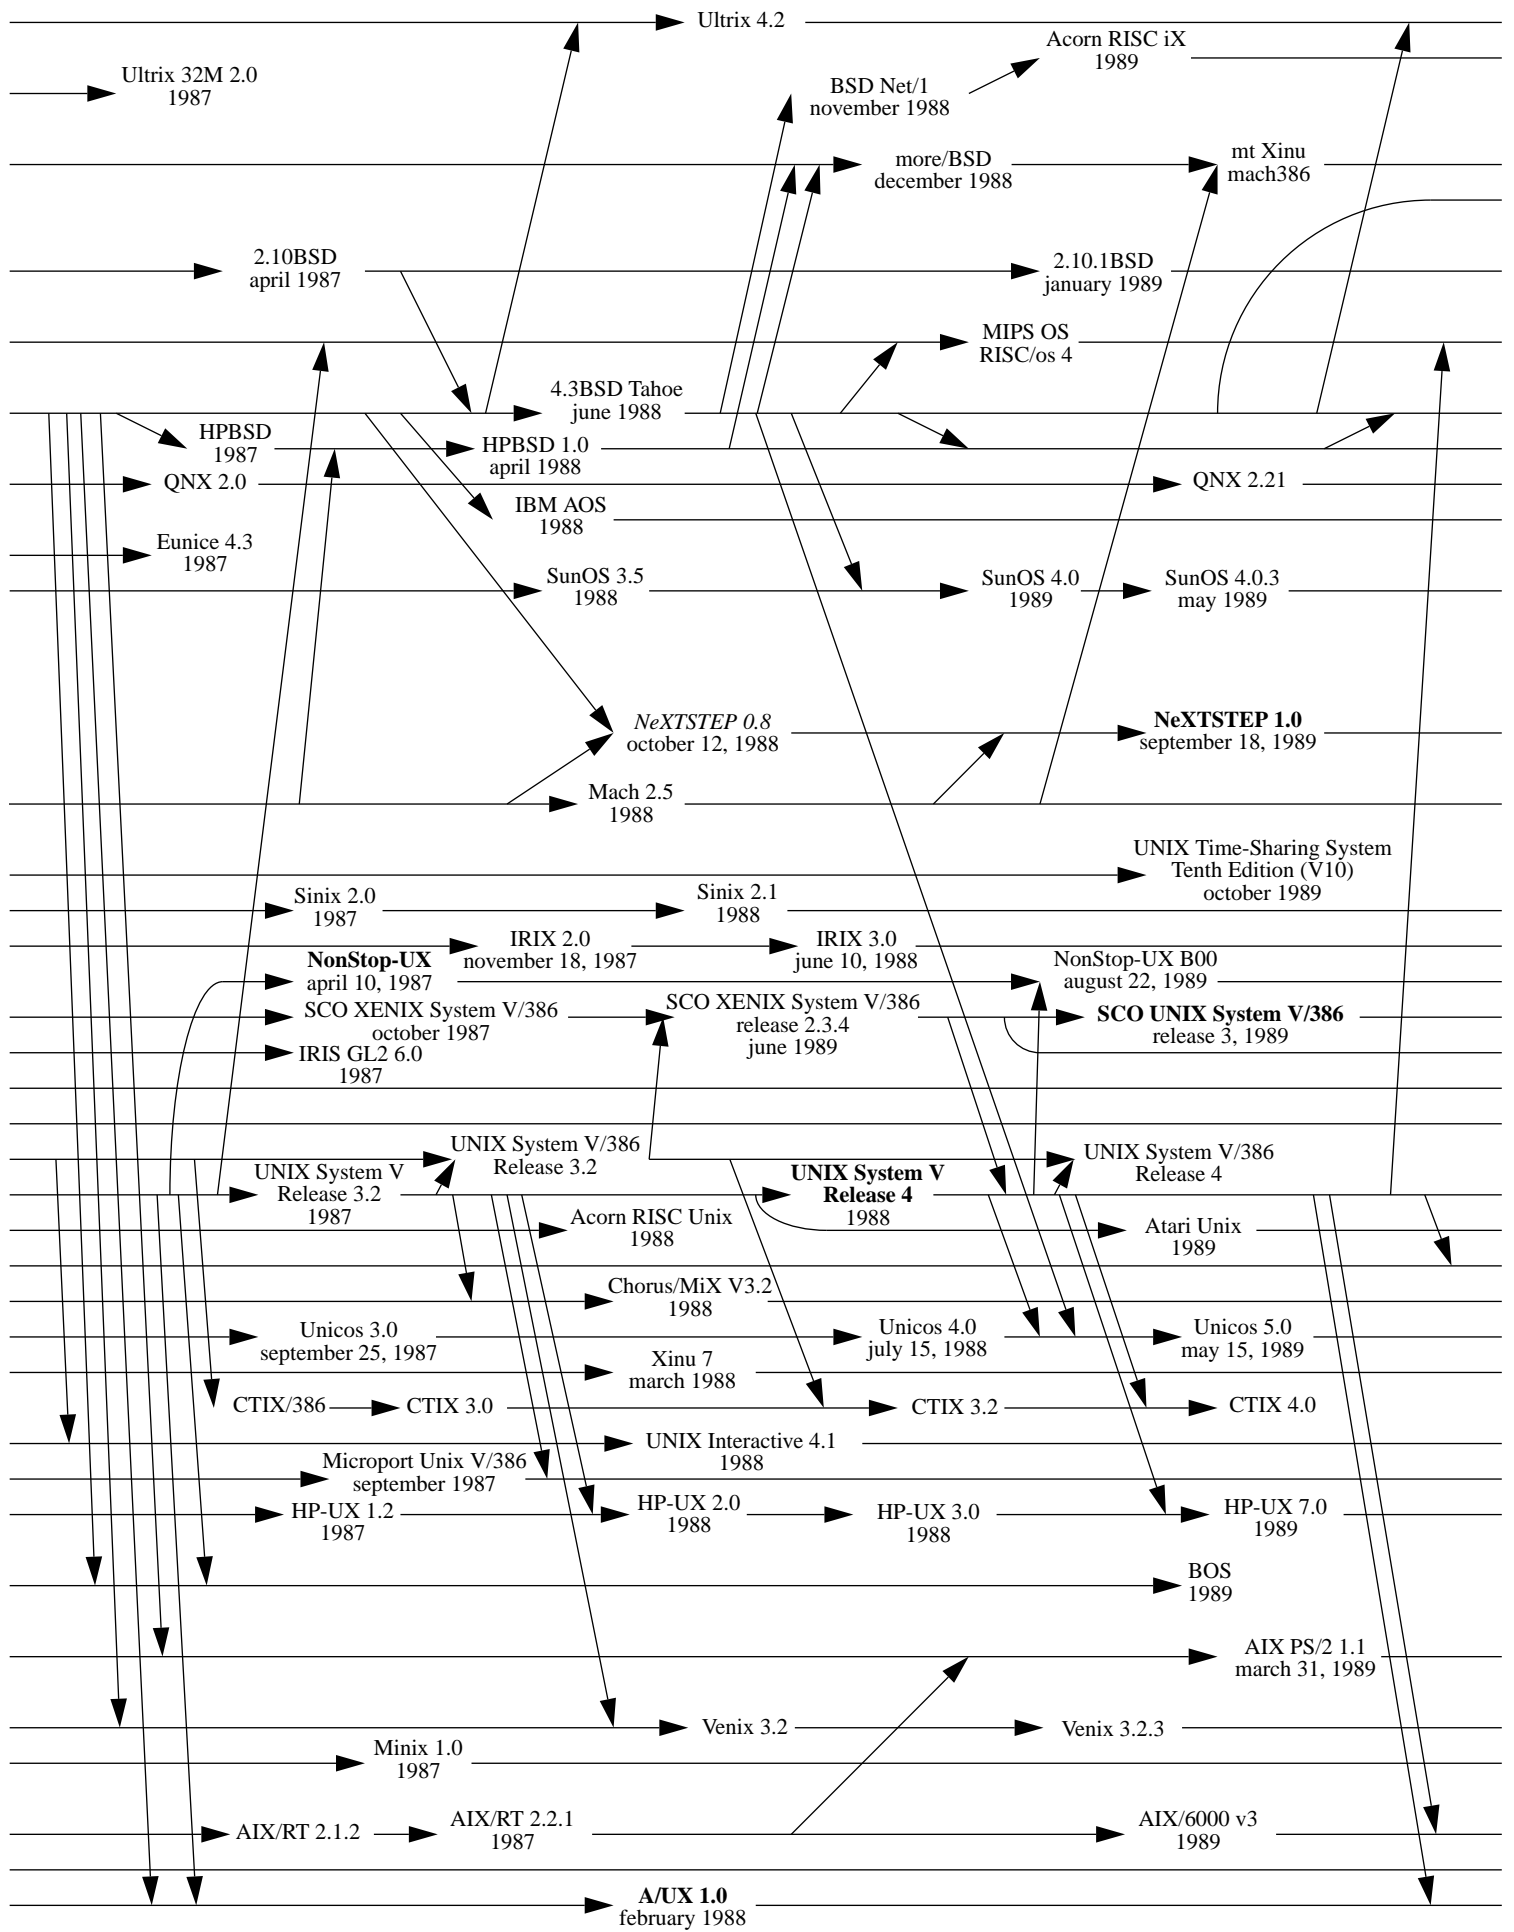 Ultrix 4.2
Acorn RISC iX
1989
Ultrix 32M 2.0
1987
BSD Net/1
november 1988
more/BSD
december 1988
mt Xinu
mach386
2.10BSD
april 1987
2.10.1BSD
january 1989
MIPS OS
RISC/os 4
4.3BSD Tahoe
june 1988
HPBSD
1987
HPBSD 1.0
april 1988
QNX 2.0
QNX 2.21
IBM AOS
1988
Eunice 4.3
1987
SunOS 3.5
1988
SunOS 4.0
1989
SunOS 4.0.3
may 1989
NeXTSTEP 0.8
october 12, 1988
NeXTSTEP 1.0
september 18, 1989
Mach 2.5
1988
UNIX Time-Sharing System
Tenth Edition (V10)
october 1989
Sinix 2.0
1987
Sinix 2.1
1988
IRIX 2.0
november 18, 1987
IRIX 3.0
june 10, 1988
NonStop-UX
april 10, 1987
NonStop-UX B00
august 22, 1989
SCO XENIX System V/386
october 1987
SCO XENIX System V/386
release 2.3.4
june 1989
SCO UNIX System V/386
release 3, 1989
IRIS GL2 6.0
1987
UNIX System V/386
Release 3.2
UNIX System V/386
Release 4
UNIX System V
Release 3.2
1987
UNIX System V
Release 4
1988
Acorn RISC Unix
1988
Atari Unix
1989
Chorus/MiX V3.2
1988
Unicos 3.0
september 25, 1987
Unicos 4.0
july 15, 1988
Unicos 5.0
may 15, 1989
Xinu 7
march 1988
CTIX/386
CTIX 3.0
CTIX 3.2
CTIX 4.0
UNIX Interactive 4.1
1988
Microport Unix V/386
september 1987
HP-UX 1.2
1987
HP-UX 2.0
1988
HP-UX 3.0
1988
HP-UX 7.0
1989
BOS
1989
AIX PS/2 1.1
march 31, 1989
Venix 3.2
Venix 3.2.3
Minix 1.0
1987
AIX/RT 2.1.2
AIX/RT 2.2.1
1987
AIX/6000 v3
1989
A/UX 1.0
february 1988